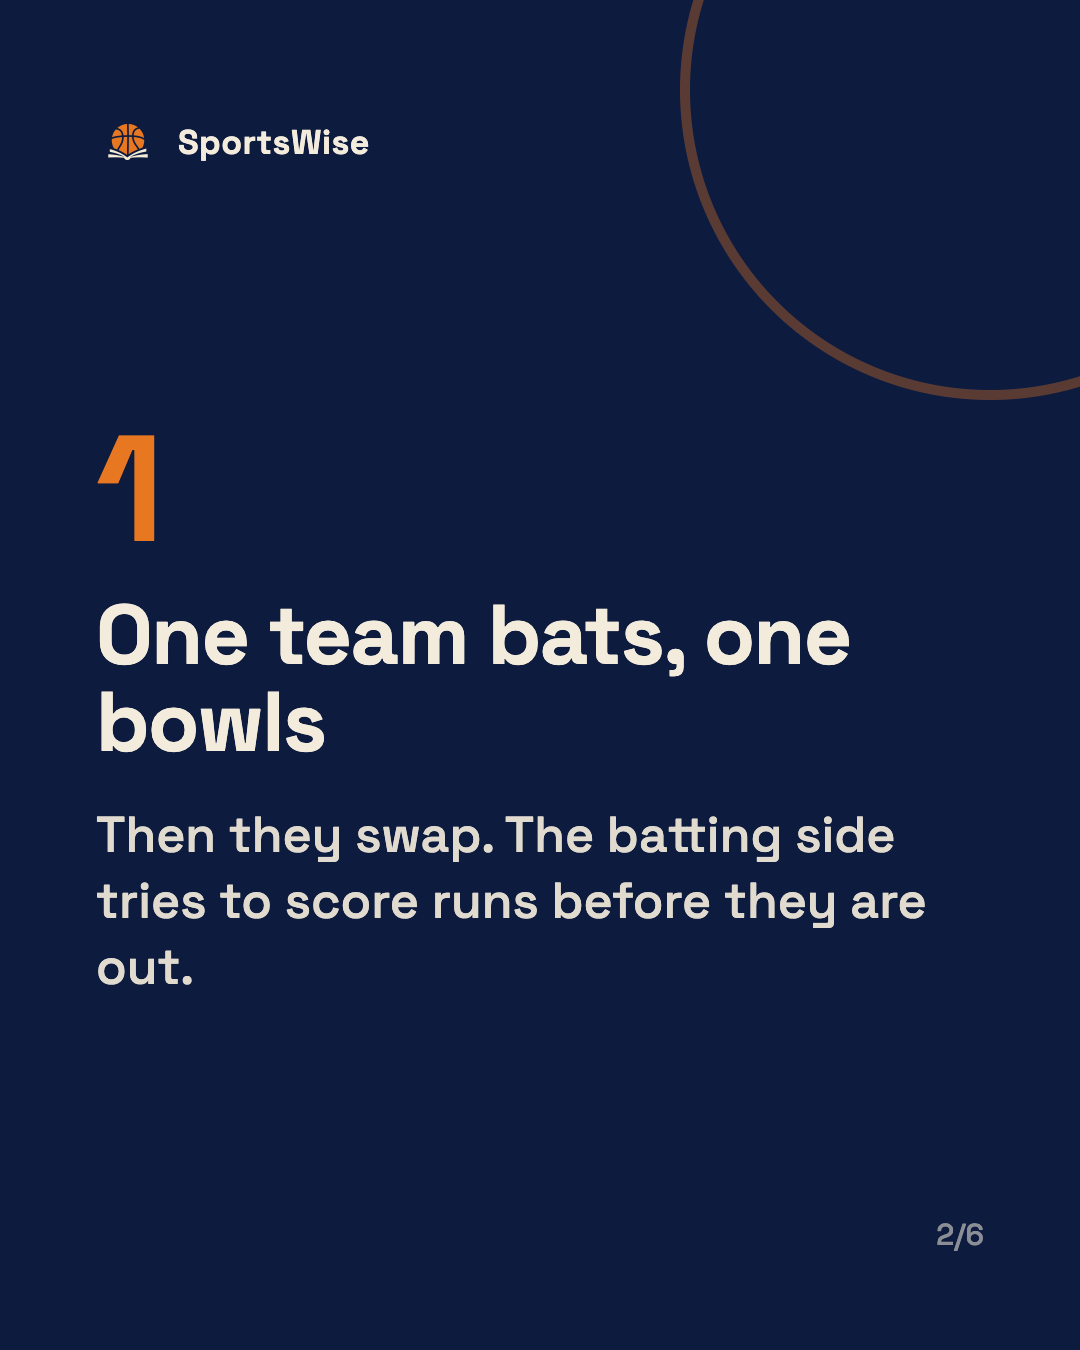 SportsWise
1
One team bats, one
bowls
Then they swap. The batting side
tries to score runs before they are
out.
2/6